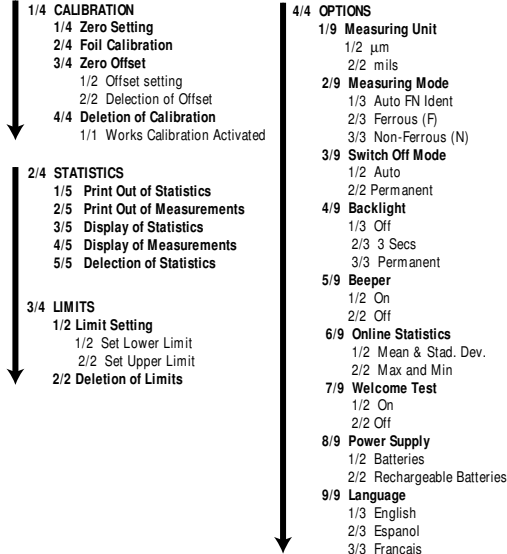 1/4 CALIBRATION
1/4 Zero Setting
2/4 Foil Calibration
3/4 Zero Offset
1/2 Offset setting
2/2 Delection of Offset
4/4 Deletion of Calibration
1/1 Works Calibration Activated
2/4 STATISTICS
1/5 Print Out of Statistics
2/5 Print Out of Measurements
3/5 Display of Statistics
4/5 Display of Measurements
5/5 Delection of Statistics
3/4 LIMITS
1/2 Limit Setting
1/2 Set Lower Limit
2/2 Set Upper Limit
2/2 Deletion of Limits
4/4 OPTIONS
1/9 Measuring Unit
1/2 µm
2/2 mils
2/9 Measuring Mode
1/3 Auto FN Ident
2/3 Ferrous (F)
3/3 Non-Ferrous (N)
3/9 Switch Off Mode
1/2 Auto
2/2 Permanent
4/9 Backlight
1/3 Off
2/3 3 Secs
3/3 Permanent
5/9 Beeper
1/2 On
2/2 Off
6/9 Online Statistics
1/2 Mean & Stad. Dev.
2/2 Max and Min
7/9 Welcome Test
1/2 On
2/2 Off
8/9 Power Supply
1/2 Batteries
2/2 Rechargeable Batteries
9/9 Language
1/3 English
2/3 Espanol
3/3 Francais